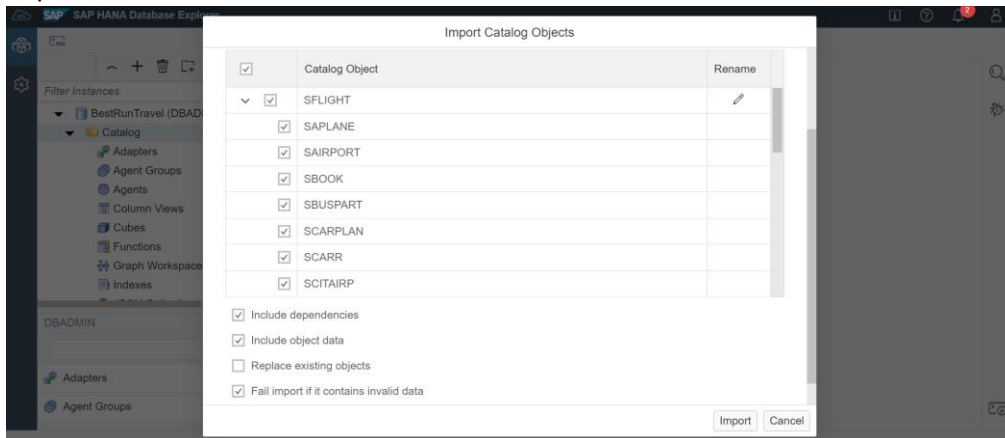 SAP SAP HANA Database Explorer
2
Import Catalog Objects
Catalog Object Rename
SFLIGHT
SAPLANE
SAIRPORT
SBOOK
SBUSPART
SCARPLAN
SCARR
SCITAIRP
Include dependencies
Include object data
Replace existing objects
Fail import if it contains invalid data
Import Cancel
Filter Instances
BestRunTravel (DBADM
Catalog
Adapters
Agent Groups
Agents
Column Views
Cubes
Functions
Graph Workspace
Indexes
DBADMIN
Adapters
Agent Groups